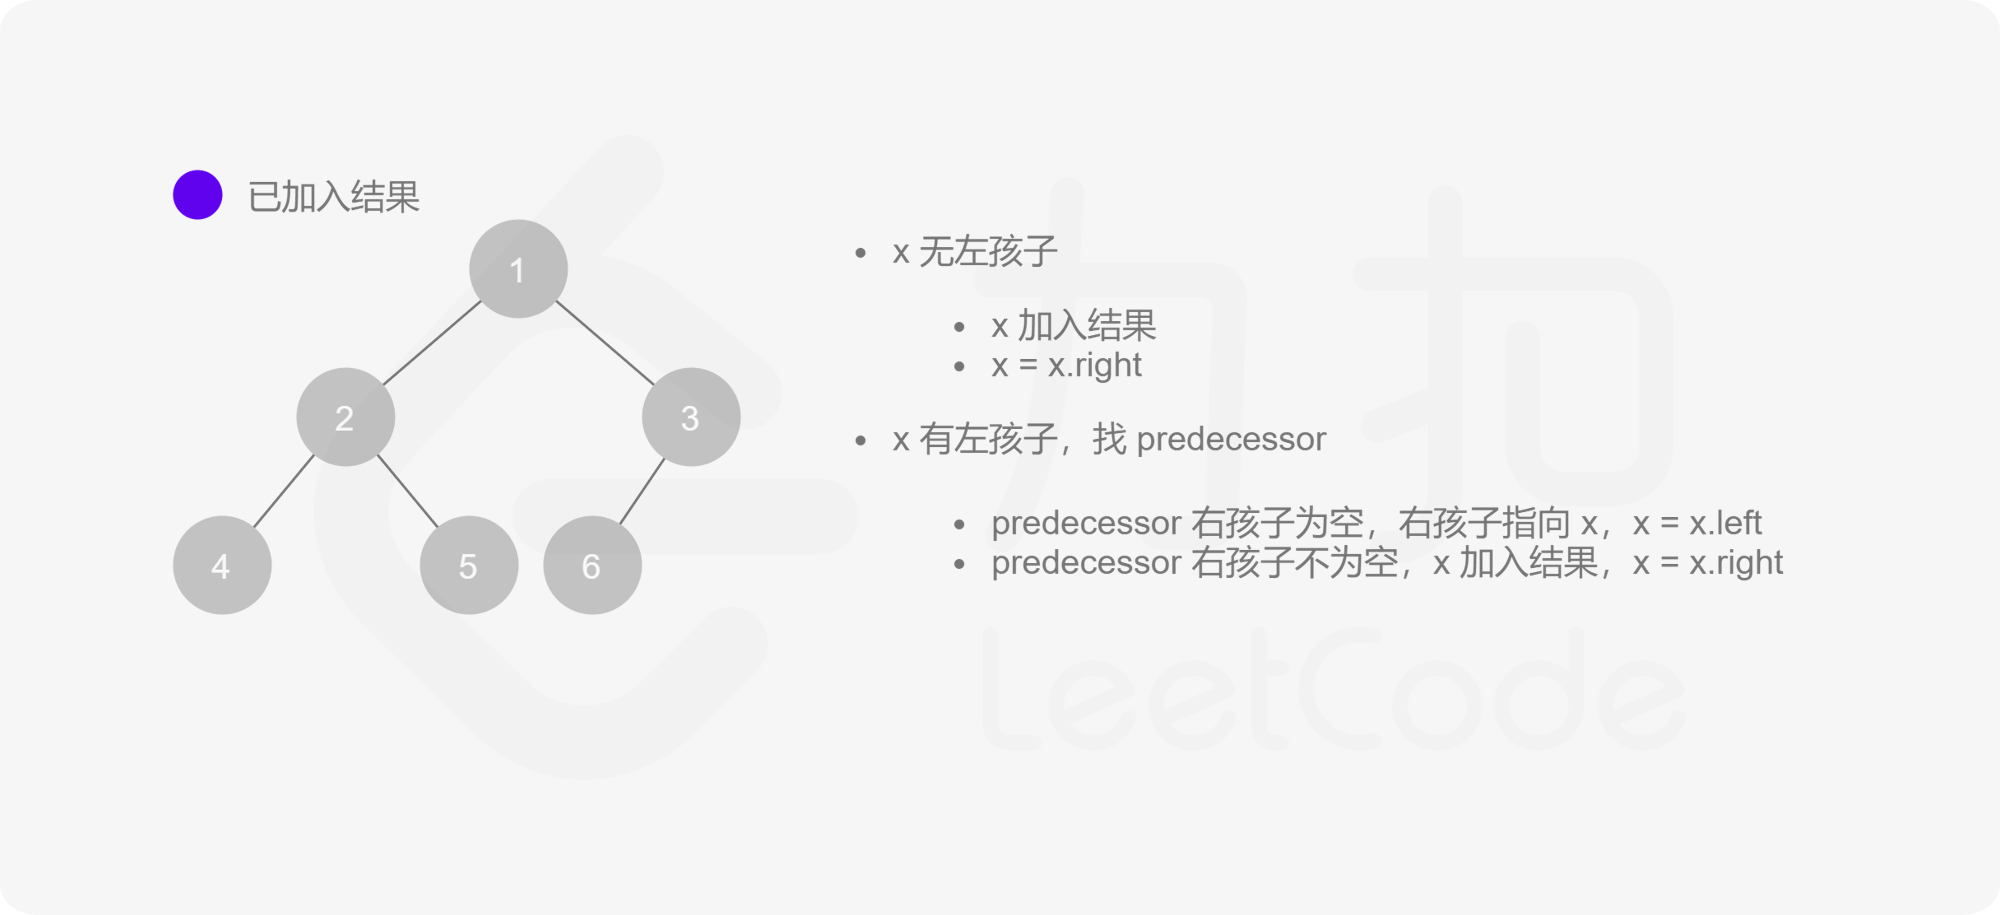 已加入结果
1
2
3
4
5
6
• x 无左孩子
• x 加入结果
• x = x.right
• x 有左孩子，找 predecessor
• predecessor 右孩子为空，右孩子指向 x，x = x.left
• predecessor 右孩子不为空，x 加入结果，x = x.right
力扣
LeetCode